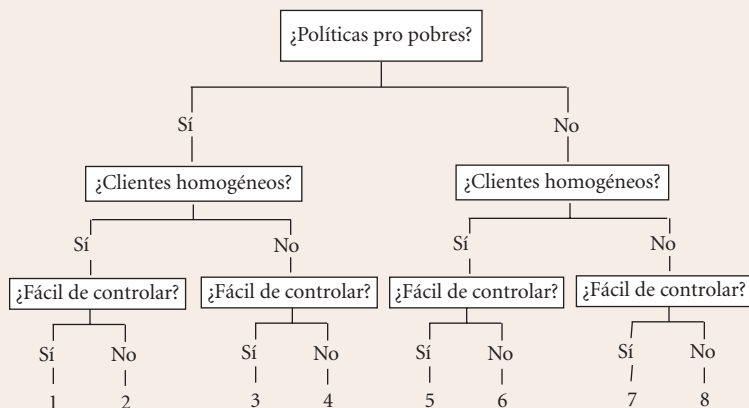 ¿Políticas pro pobres?
Sí No
¿Clientes homogéneos? ¿Clientes homogéneos?
Sí No Sí No
¿Fácil de controlar? ¿Fácil de controlar? ¿Fácil de controlar? ¿Fácil de controlar?
Sí No Sí No Sí No Sí No
1 2 3 4 5 6 7 8